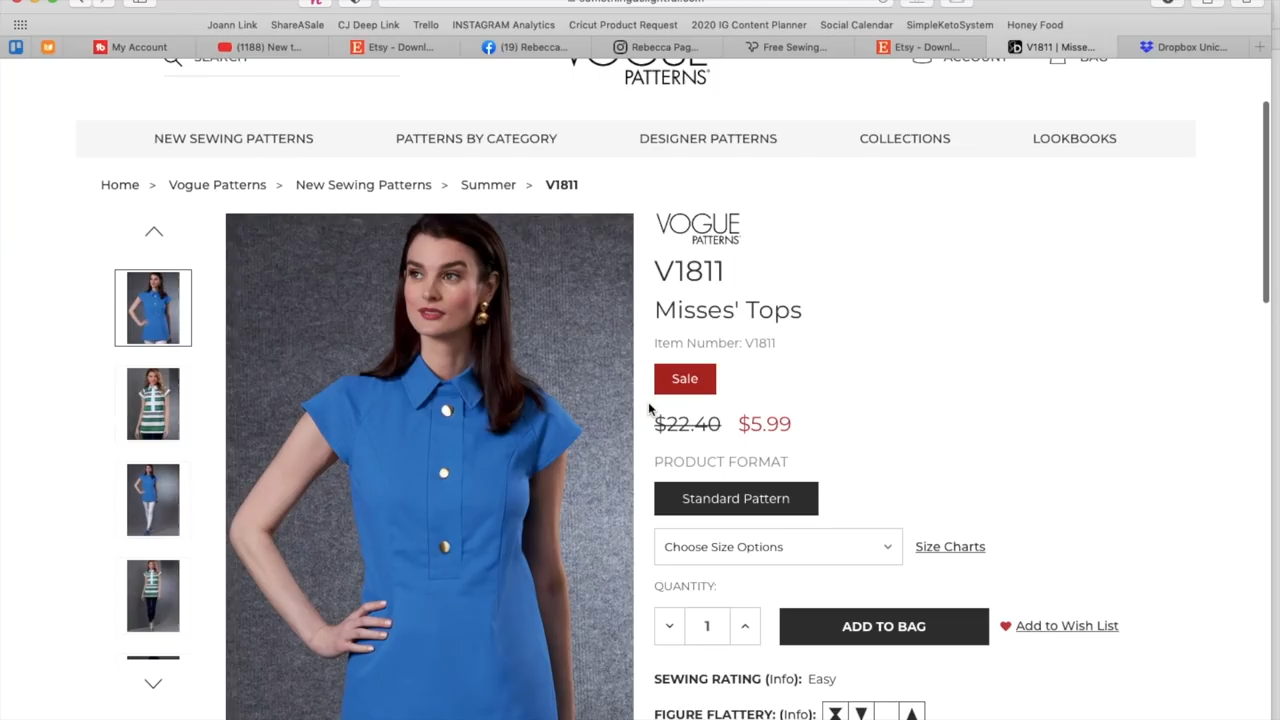 Joann Link ShareASale CJ Deep Link Trello INSTAGRAM Analytics Cricut Product Request 2020 IG Content Planner Social Calendar SimpleKetoSystem Honey Food
My Account (1188) New t... Etsy - Downl... (19) Rebecca... Rebecca Pag... Free Sewing... Etsy - Downl... V1811 | Misse... Dropbox Unic...
SEARCH VOGUE PATTERNS ACCOUNT BAG
NEW SEWING PATTERNS PATTERNS BY CATEGORY DESIGNER PATTERNS COLLECTIONS LOOKBOOKS
Home > Vogue Patterns > New Sewing Patterns > Summer > V1811
VOGUE
PATTERNS
V1811
Misses' Tops
Item Number: V1811
Sale
$22.40 $5.99
PRODUCT FORMAT
Standard Pattern
Choose Size Options Size Charts
QUANTITY:
1 ADD TO BAG Add to Wish List
SEWING RATING (Info): Easy
FIGURE FLATTERY: (Info):